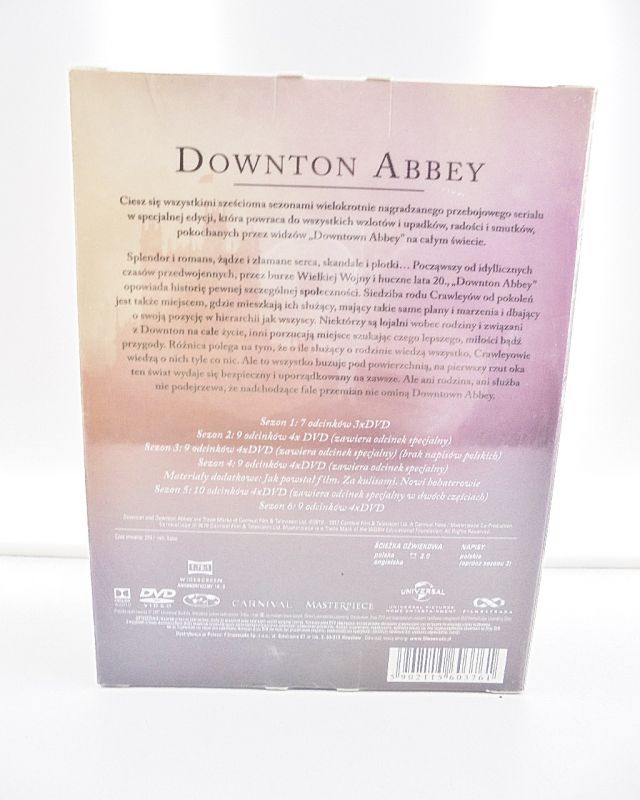 DOWNTON ABBEY
Ciesz się wszystkimi sześcioma sezonami wielokrotnie nagradzanego przebojowego serialu
w specjalnej edycji, która powraca do wszystkich wzlotów i upadków, radości i smutków,
pokochanych przez widzów „Downtown Abbey” na całym świecie.
Splendor i romans, żądze i złamane serca, skandale i plotki... Począwszy od idyllicznych
czasów przedwojennych, przez burze Wielkiej Wojny i huczne lata 20., „Downton Abbey”
opowiada historię pewnej szczególnej społeczności. Siedziba rodu Crawleyów od pokoleń
jest także miejscem, gdzie mieszkają ich służący, mający takie same plany i marzenia i dbający
o swoją pozycję w hierarchii jak wyscy. Niektórzy są lojalni wobec rodziny i związani
z Downton na całe życie, inni porzucają miejsce szukając czego lepszego, miłości bądź
przygody. Różnica polega na tym, że o ile służący o rodzinie wiedzą wszystko, Crawleyowie
wiedzą o nich tyle co nic. Ale to wszystko buzuje pod powierzchnią, na pierwszy rzut oka
ten świat wydaje się bezpieczny i uporządkowany na zawsze. Ale ani rodzina, ani służba
nie podejrzewa, że nadchodzące fale przemian nie ominą Downtown Abbey.
Sezon 1: 7 odcinków 3xDVD
Sezon 2: 9 odcinków 4x DVD (zawiera odcinek specjalny)
Sezon 3: 9 odcinków 4xDVD (zawiera odcinek specjalny) (brak napisów polskich)
Sezon 4: 9 odcinków 4xDVD (zawiera odcinek specjalny)
Materiały dodatkowe: Jak powstał film. Za kulisami. Nowi bohaterowie
Sezon 5: 10 odcinków 4xDVD (zawiera odcinek specjalny w dwóch częściach)
Sezon 6: 9 odcinków 4xDVD
ŚCIEŻKA DŹWIĘKOWA:
polska 2.0
angielska
NAPISY:
polskie
(oprócz sezonu 3)
WIDESCREEN
DVD
VIDEO
CARNIVAL
MASTERPIECE
UNIVERSAL
UNIVERSAL PICTURES
HOME ENTERTAINMENT
FILMOSTRADA
5902115603761